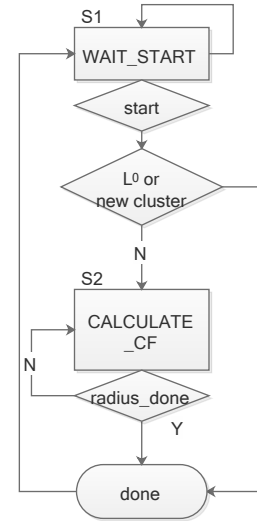 S1
WAIT_START
start
L⁰ or
new cluster
N
S2
CALCULATE
_CF
N
radius_done
Y
done